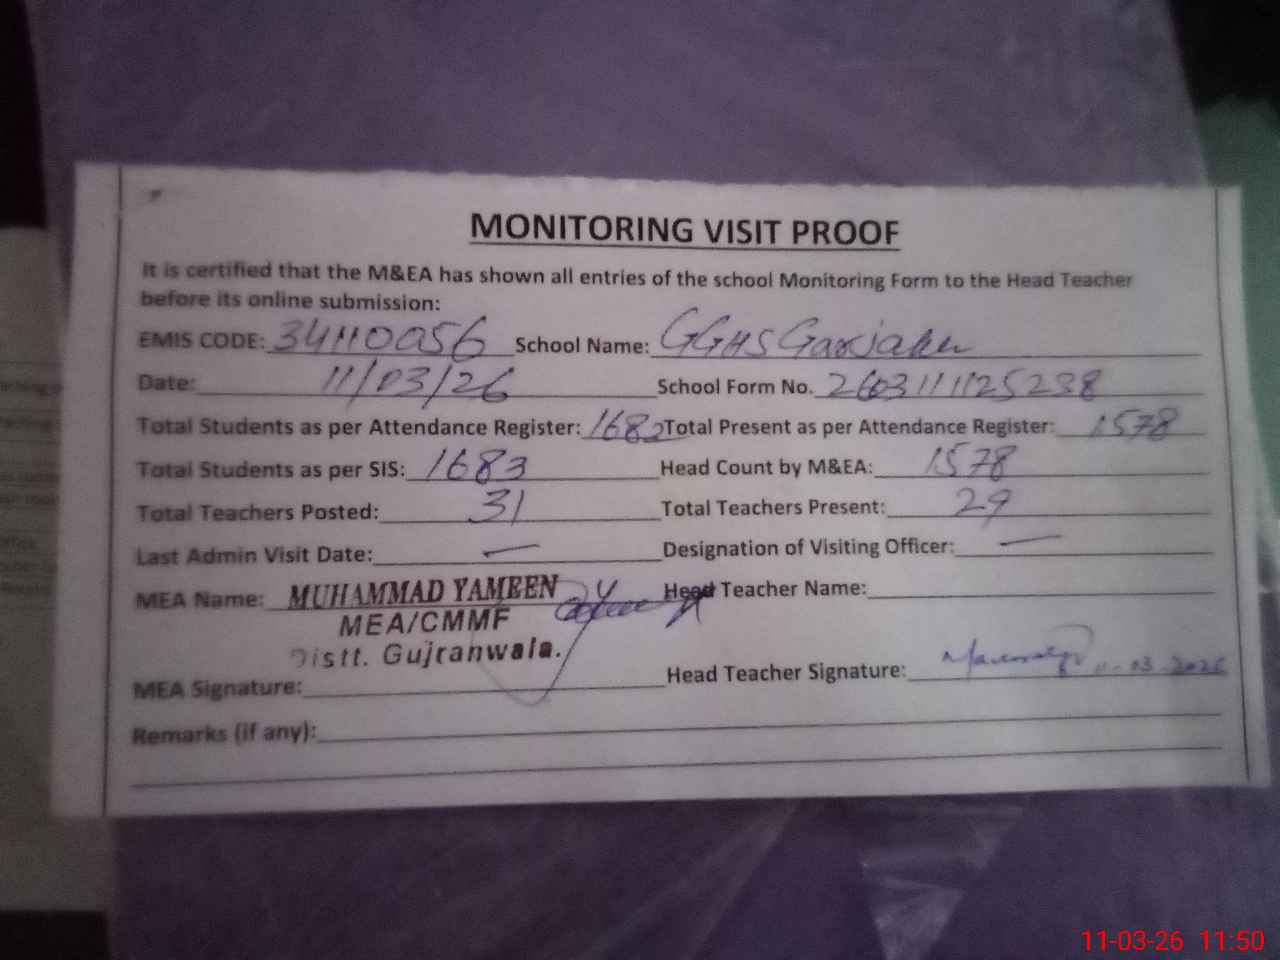 MONITORING VISIT PROOF
It is certified that the M&EA has shown all entries of the school Monitoring Form to the Head Teacher
before its online submission:
EMIS CODE: 34110056 School Name: GGHS Garjakh
Date: 11/03/26 School Form No. 2603111125238
Total Students as per Attendance Register: 1682 Total Present as per Attendance Register: 1578
Total Students as per SIS: 1683 Head Count by M&EA: 1578
Total Teachers Posted: 31 Total Teachers Present: 29
Last Admin Visit Date: — Designation of Visiting Officer: —
MEA Name: MUHAMMAD YAMEEN Head Teacher Name:
MEA/CMMF
Distt. Gujranwala.
MEA Signature: Head Teacher Signature: 11.03.2026
Remarks (if any):
11-03-26 11:50